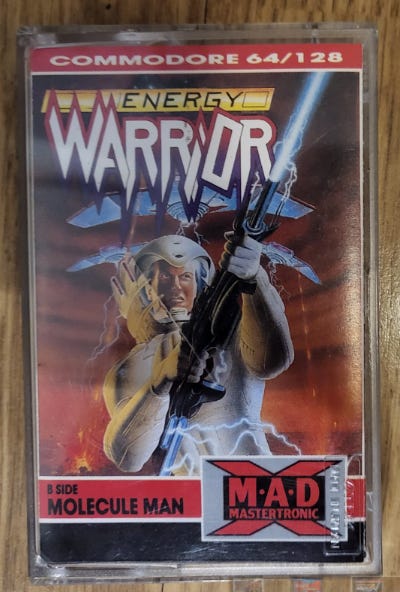 COMMODORE 64/128
ENERGY
WARRIOR
B SIDE
MOLECULE MAN
M·A·D
MASTERTRONIC